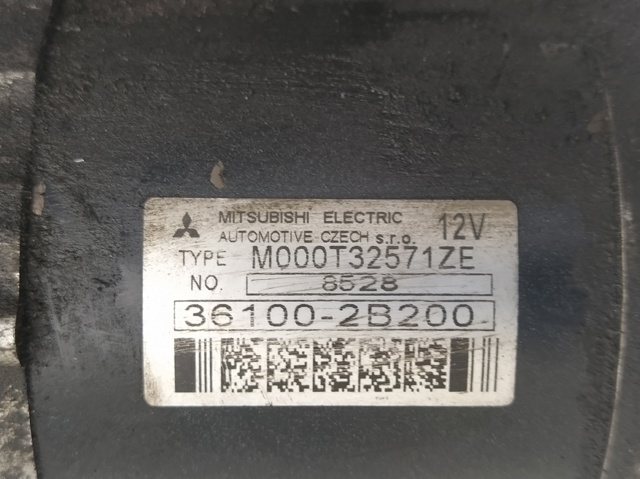 MITSUBISHI ELECTRIC
AUTOMOTIVE CZECH s.r.o. 12V
TYPE M000T32571ZE
NO. 8528
36100-2B200